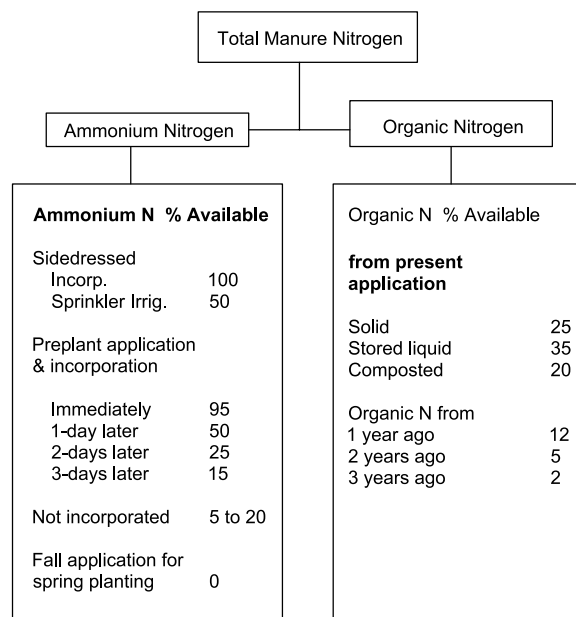 Total Manure Nitrogen
Ammonium Nitrogen
Organic Nitrogen
Ammonium N % Available
Sidedressed
Incorp. 100
Sprinkler Irrig. 50
Preplant application
& incorporation
Immediately 95
1-day later 50
2-days later 25
3-days later 15
Not incorporated 5 to 20
Fall application for
spring planting 0
Organic N % Available
from present
application
Solid 25
Stored liquid 35
Composted 20
Organic N from
1 year ago 12
2 years ago 5
3 years ago 2